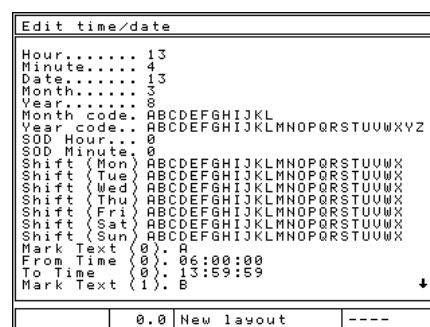 Edit time/date
Hour....... 13
Minute..... 4
Date....... 13
Month...... 3
Year....... 8
Month code. ABCDEFGHIJKL
Year code.. ABCDEFGHIJKLMNOPQRSTUVWXYZ
SOD Hour... 0
SOD Minute. 0
Shift (Mon) ABCDEFGHIJKLMNOPQRSTUVWX
Shift (Tue) ABCDEFGHIJKLMNOPQRSTUVWX
Shift (Wed) ABCDEFGHIJKLMNOPQRSTUVWX
Shift (Thu) ABCDEFGHIJKLMNOPQRSTUVWX
Shift (Fri) ABCDEFGHIJKLMNOPQRSTUVWX
Shift (Sat) ABCDEFGHIJKLMNOPQRSTUVWX
Shift (Sun) ABCDEFGHIJKLMNOPQRSTUVWX
Mark Text (0). A
From Time (0). 06:00:00
To Time (0). 13:59:59
Mark Text (1). B
0.0 New layout ----